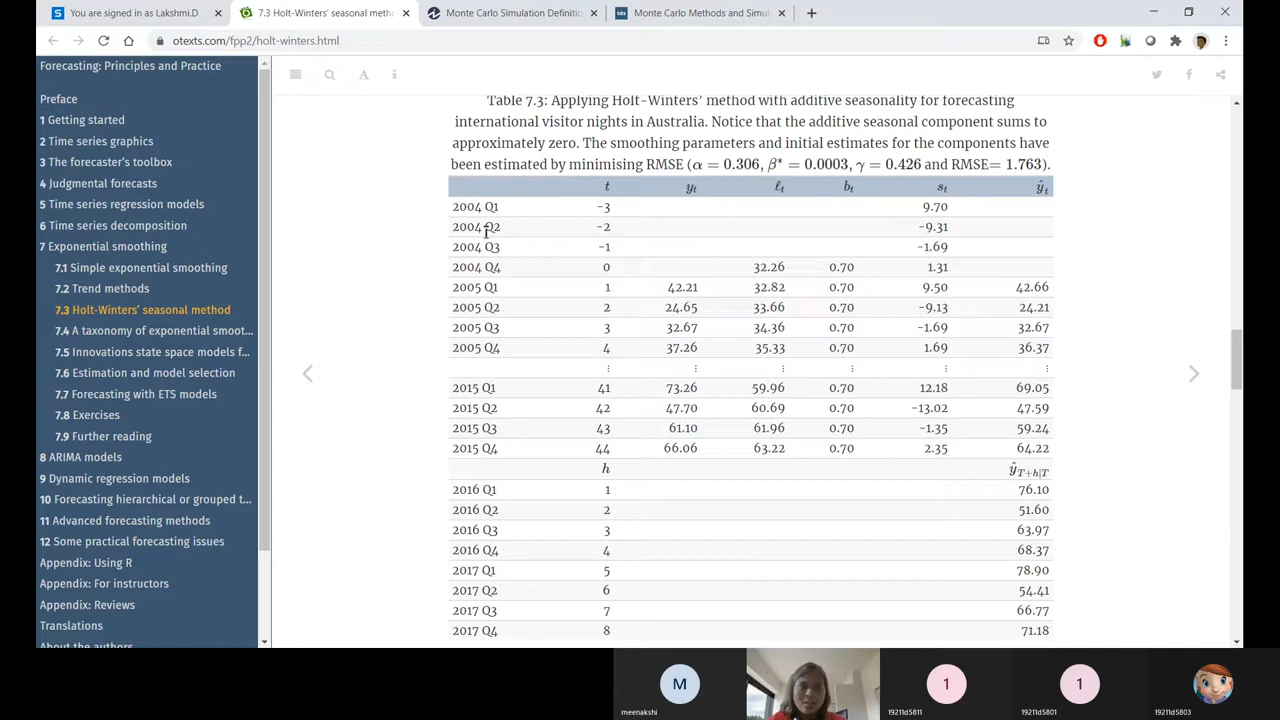 You are signed in as Lakshmi.D
7.3 Holt-Winters' seasonal metho
Monte Carlo Simulation Definitio
tds
Monte Carlo Methods and Simul
otexts.com/fpp2/holt-winters.html
Forecasting: Principles and Practice
Preface
1 Getting started
2 Time series graphics
3 The forecaster's toolbox
4 Judgmental forecasts
5 Time series regression models
6 Time series decomposition
7 Exponential smoothing
7.1 Simple exponential smoothing
7.2 Trend methods
7.3 Holt-Winters' seasonal method
7.4 A taxonomy of exponential smoot...
7.5 Innovations state space models f...
7.6 Estimation and model selection
7.7 Forecasting with ETS models
7.8 Exercises
7.9 Further reading
8 ARIMA models
9 Dynamic regression models
10 Forecasting hierarchical or grouped t...
11 Advanced forecasting methods
12 Some practical forecasting issues
Appendix: Using R
Appendix: For instructors
Appendix: Reviews
Translations
About the authors
Table 7.3: Applying Holt-Winters' method with additive seasonality for forecasting
international visitor nights in Australia. Notice that the additive seasonal component sums to
approximately zero. The smoothing parameters and initial estimates for the components have
been estimated by minimising RMSE (α = 0.306, β* = 0.0003, γ = 0.426 and RMSE= 1.763).
t y_t ℓ_t b_t s_t ŷ_t
2004 Q1 -3 9.70
2004 Q2 -2 -9.31
2004 Q3 -1 -1.69
2004 Q4 0 32.26 0.70 1.31
2005 Q1 1 42.21 32.82 0.70 9.50 42.66
2005 Q2 2 24.65 33.66 0.70 -9.13 24.21
2005 Q3 3 32.67 34.36 0.70 -1.69 32.67
2005 Q4 4 37.26 35.33 0.70 1.69 36.37
⋮ ⋮ ⋮ ⋮ ⋮ ⋮
2015 Q1 41 73.26 59.96 0.70 12.18 69.05
2015 Q2 42 47.70 60.69 0.70 -13.02 47.59
2015 Q3 43 61.10 61.96 0.70 -1.35 59.24
2015 Q4 44 66.06 63.22 0.70 2.35 64.22
h ŷ_T+h|T
2016 Q1 1 76.10
2016 Q2 2 51.60
2016 Q3 3 63.97
2016 Q4 4 68.37
2017 Q1 5 78.90
2017 Q2 6 54.41
2017 Q3 7 66.77
2017 Q4 8 71.18
M
meenakshi
1
19211d5811
1
19211d5801
19211d5803